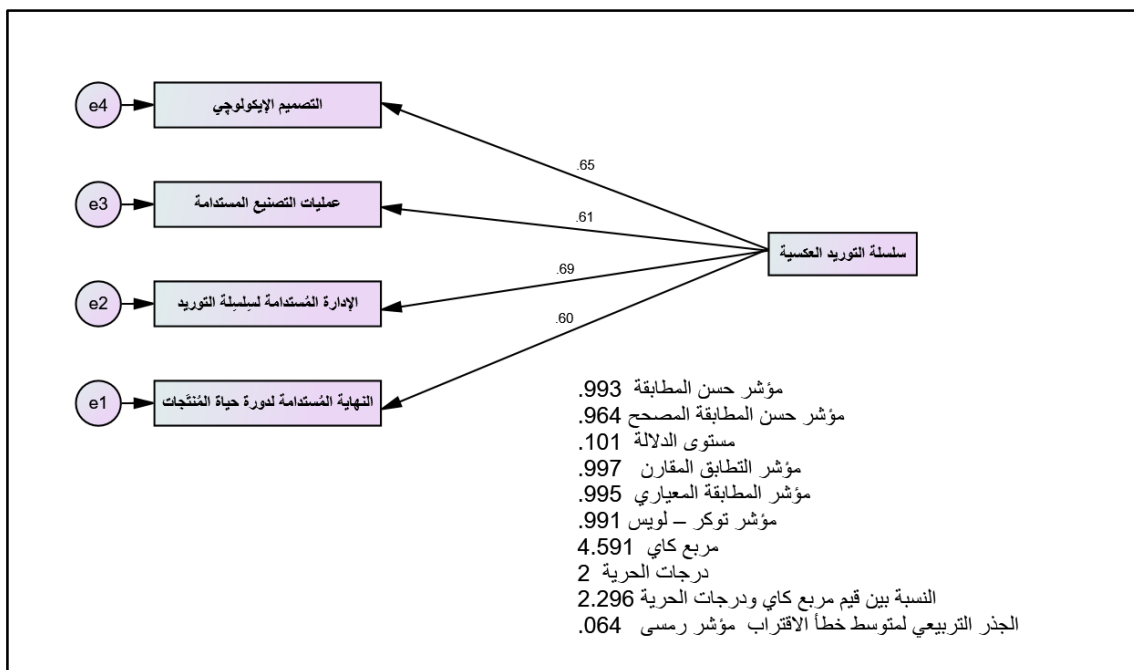 e4
التصميم الإيكولوچي
.65
e3
عمليات التصنيع المستدامة
.61
سلسلة التوريد العكسية
e2
الإدارة المُستدامة لسِلسِلة التوريد
.69
.60
e1
النهاية المُستدامة لدورة حياة المُنتَجات
مؤشر حسن المطابقة .993
مؤشر حسن المطابقة المصحح .964
مستوى الدلالة .101
مؤشر التطابق المقارن .997
مؤشر المطابقة المعياري .995
مؤشر توكر – لويس .991
مربع كاي 4.591
درجات الحرية 2
النسبة بين قيم مربع كاي ودرجات الحرية 2.296
الجذر التربيعي لمتوسط خطأ الاقتراب مؤشر رمسى .064